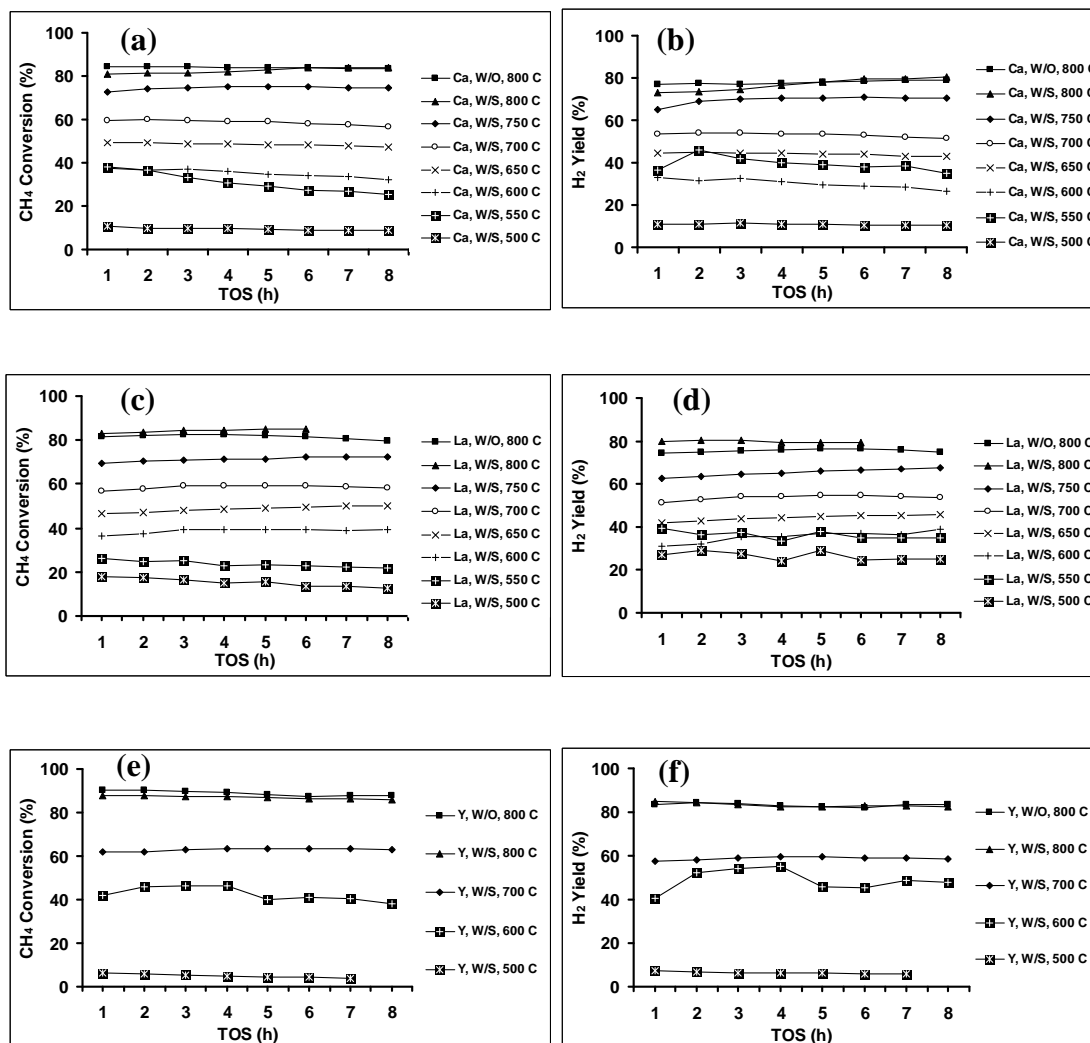 (a)
CH₄ Conversion (%)
100
80
60
40
20
0
1 2 3 4 5 6 7 8
TOS (h)
Ca, W/O, 800 C
Ca, W/S, 800 C
Ca, W/S, 750 C
Ca, W/S, 700 C
Ca, W/S, 650 C
Ca, W/S, 600 C
Ca, W/S, 550 C
Ca, W/S, 500 C
(b)
H₂ Yield (%)
100
80
60
40
20
0
1 2 3 4 5 6 7 8
TOS (h)
Ca, W/O, 800 C
Ca, W/S, 800 C
Ca, W/S, 750 C
Ca, W/S, 700 C
Ca, W/S, 650 C
Ca, W/S, 600 C
Ca, W/S, 550 C
Ca, W/S, 500 C
(c)
CH₄ Conversion (%)
100
80
60
40
20
0
1 2 3 4 5 6 7 8
TOS (h)
La, W/O, 800 C
La, W/S, 800 C
La, W/S, 750 C
La, W/S, 700 C
La, W/S, 650 C
La, W/S, 600 C
La, W/S, 550 C
La, W/S, 500 C
(d)
H₂ Yield (%)
100
80
60
40
20
0
1 2 3 4 5 6 7 8
TOS (h)
La, W/O, 800 C
La, W/S, 800 C
La, W/S, 750 C
La, W/S, 700 C
La, W/S, 650 C
La, W/S, 600 C
La, W/S, 550 C
La, W/S, 500 C
(e)
CH₄ Conversion (%)
100
80
60
40
20
0
1 2 3 4 5 6 7 8
TOS (h)
Y, W/O, 800 C
Y, W/S, 800 C
Y, W/S, 700 C
Y, W/S, 600 C
Y, W/S, 500 C
(f)
H₂ Yield (%)
100
80
60
40
20
0
1 2 3 4 5 6 7 8
TOS (h)
Y, W/O, 800 C
Y, W/S, 800 C
Y, W/S, 700 C
Y, W/S, 600 C
Y, W/S, 500 C